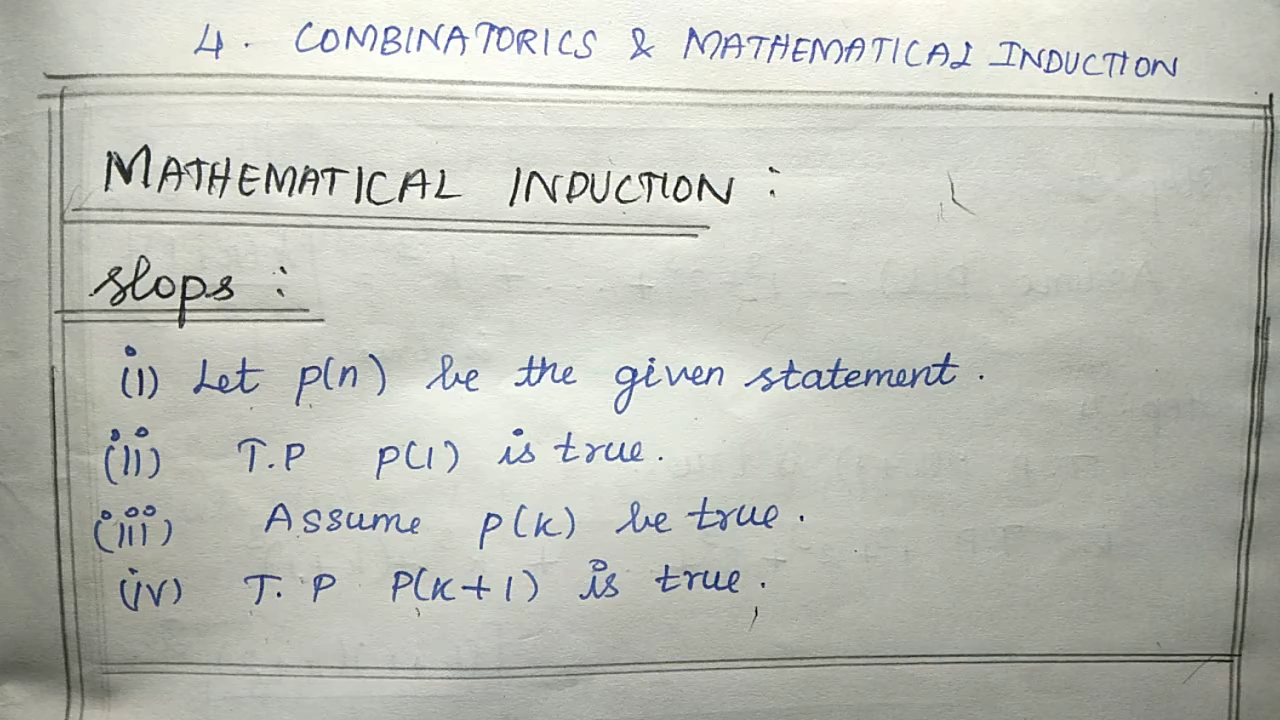 4. COMBINATORICS & MATHEMATICAL INDUCTION
MATHEMATICAL INDUCTION :
slops :
(i) Let p(n) be the given statement.
(ii) T.P p(1) is true.
(iii) Assume p(k) be true.
(iv) T.P P(k+1) is true.